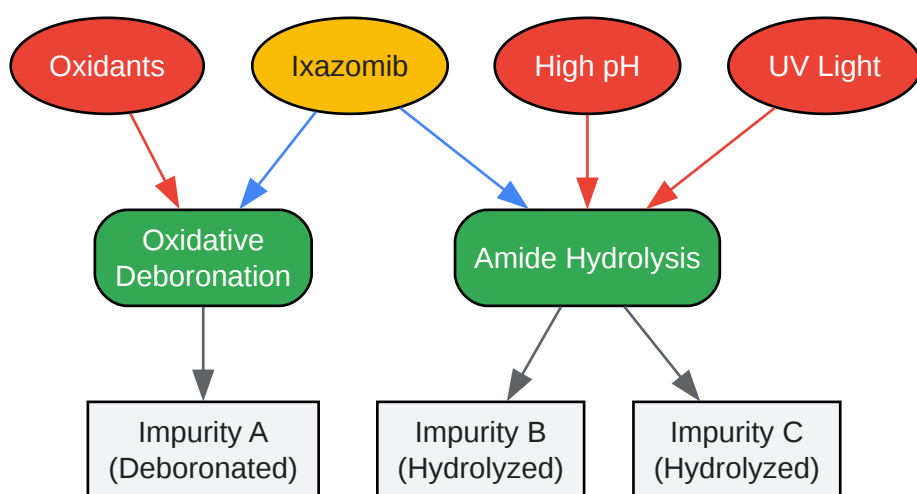 Oxidants
Ixazomib
High pH
UV Light
Oxidative
Deboronation
Amide Hydrolysis
Impurity A
(Deboronated)
Impurity B
(Hydrolyzed)
Impurity C
(Hydrolyzed)